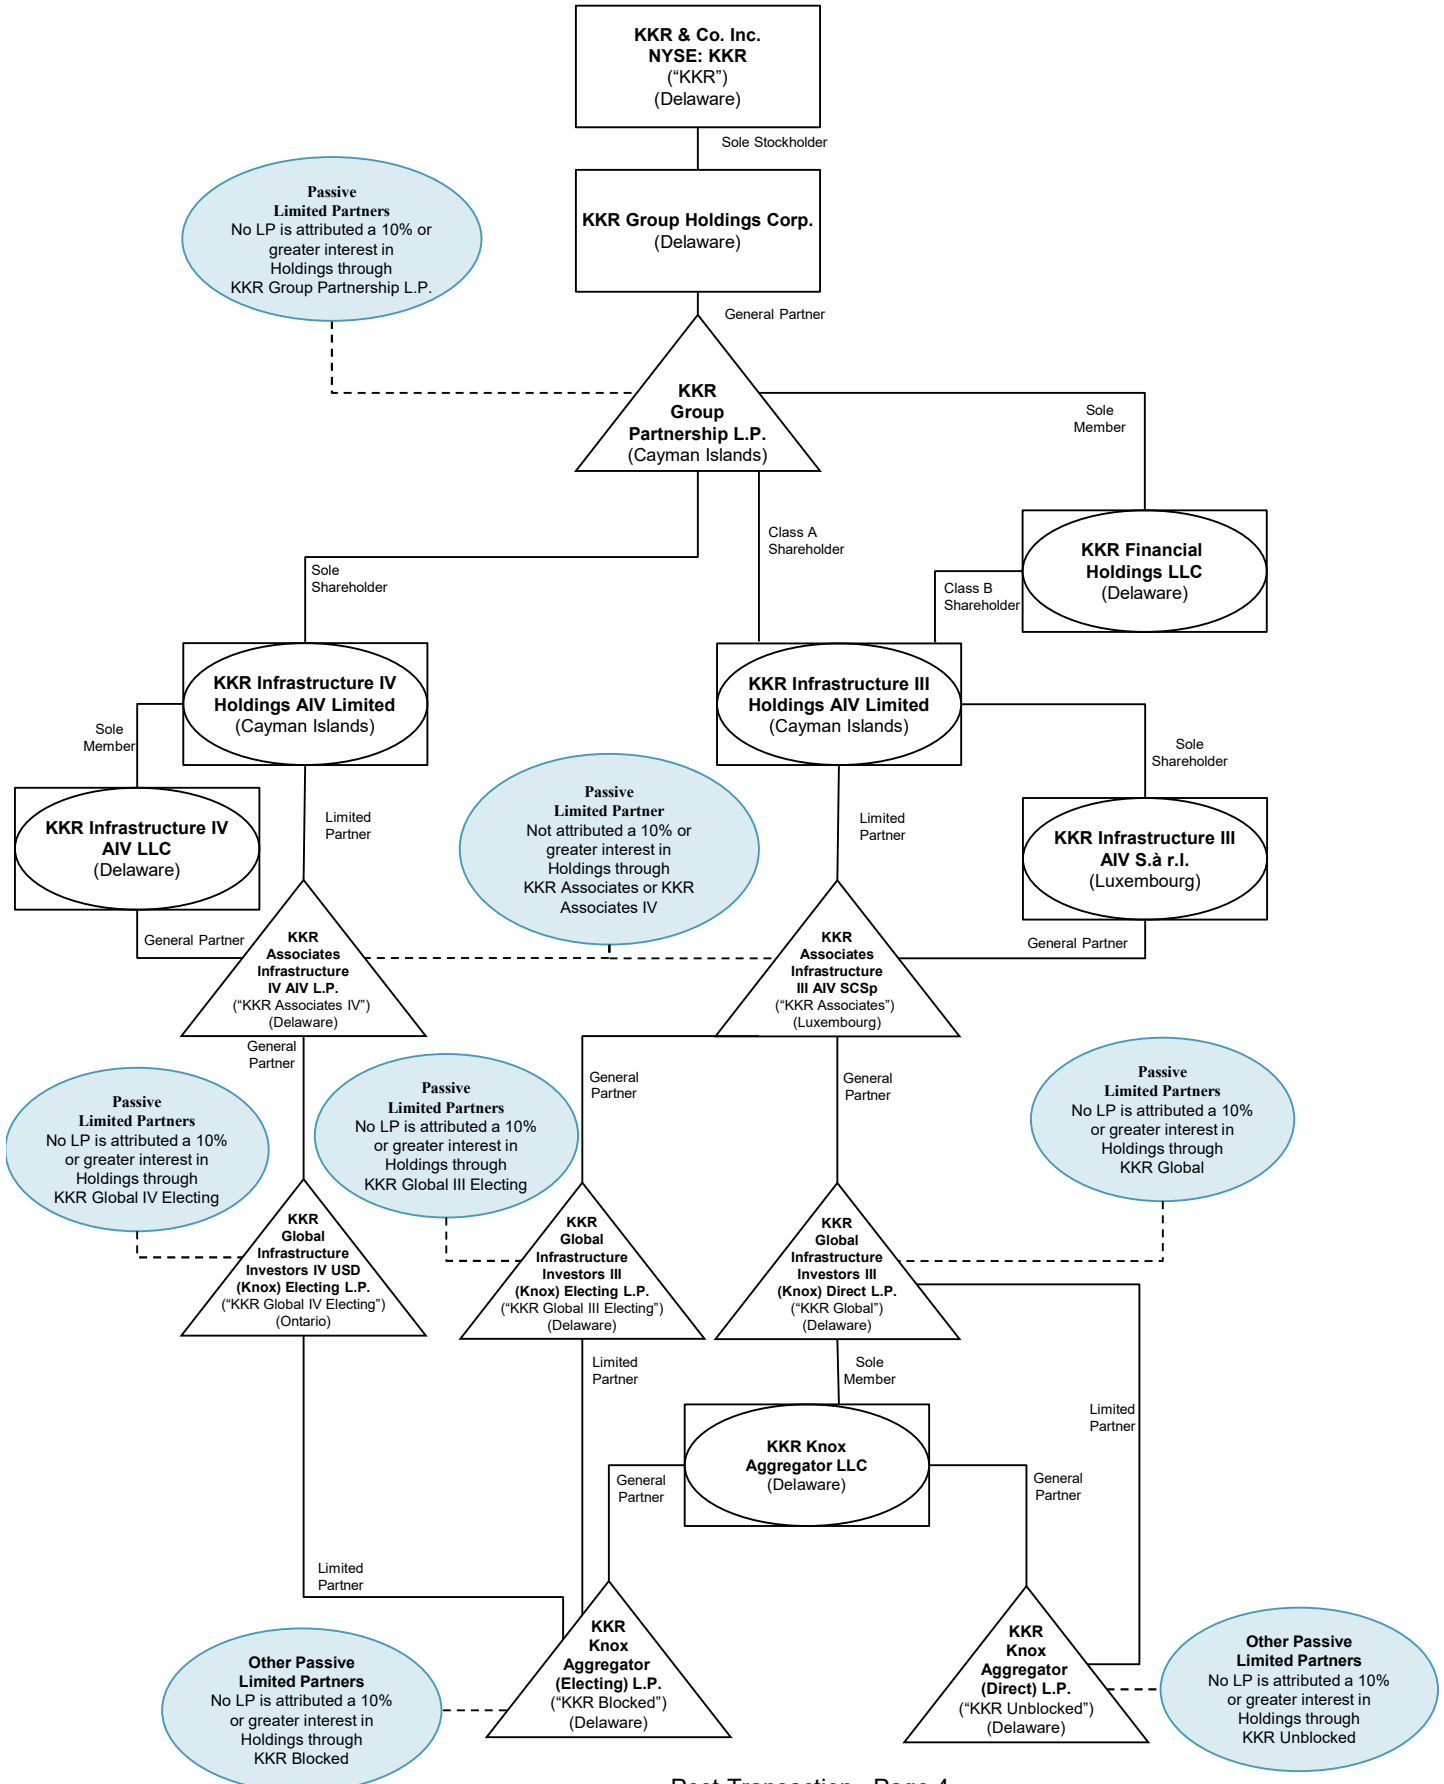 KKR & Co. Inc.
NYSE: KKR
(“KKR”)
(Delaware)
Sole Stockholder
Passive
Limited Partners
No LP is attributed a 10% or
greater interest in
Holdings through
KKR Group Partnership L.P.
KKR Group Holdings Corp.
(Delaware)
General Partner
KKR
Group
Partnership L.P.
(Cayman Islands)
Sole
Member
Class A
Shareholder
KKR Financial
Holdings LLC
(Delaware)
Sole
Shareholder
Class B
Shareholder
KKR Infrastructure IV
Holdings AIV Limited
(Cayman Islands)
KKR Infrastructure III
Holdings AIV Limited
(Cayman Islands)
Sole
Member
Sole
Shareholder
KKR Infrastructure IV
AIV LLC
(Delaware)
Limited
Partner
Passive
Limited Partner
Not attributed a 10% or
greater interest in
Holdings through
KKR Associates or KKR
Associates IV
Limited
Partner
KKR Infrastructure III
AIV S.à r.l.
(Luxembourg)
General Partner
KKR
Associates
Infrastructure
IV AIV L.P.
(“KKR Associates IV”)
(Delaware)
KKR
Associates
Infrastructure
III AIV SCSp
(“KKR Associates”)
(Luxembourg)
General Partner
General
Partner
General
Partner
General
Partner
Passive
Limited Partners
No LP is attributed a 10%
or greater interest in
Holdings through
KKR Global IV Electing
Passive
Limited Partners
No LP is attributed a 10%
or greater interest in
Holdings through
KKR Global III Electing
Passive
Limited Partners
No LP is attributed a 10%
or greater interest in
Holdings through
KKR Global
KKR
Global
Infrastructure
Investors IV USD
(Knox) Electing L.P.
(“KKR Global IV Electing”)
(Ontario)
KKR
Global
Infrastructure
Investors III
(Knox) Electing L.P.
(“KKR Global III Electing”)
(Delaware)
KKR
Global
Infrastructure
Investors III
(Knox) Direct L.P.
(“KKR Global”)
(Delaware)
Limited
Partner
Sole
Member
Limited
Partner
KKR Knox
Aggregator LLC
(Delaware)
General
Partner
General
Partner
Limited
Partner
KKR
Knox
Aggregator
(Electing) L.P.
(“KKR Blocked”)
(Delaware)
KKR
Knox
Aggregator
(Direct) L.P.
(“KKR Unblocked”)
(Delaware)
Other Passive
Limited Partners
No LP is attributed a 10%
or greater interest in
Holdings through
KKR Blocked
Other Passive
Limited Partners
No LP is attributed a 10%
or greater interest in
Holdings through
KKR Unblocked
Post-Transaction - Page 4